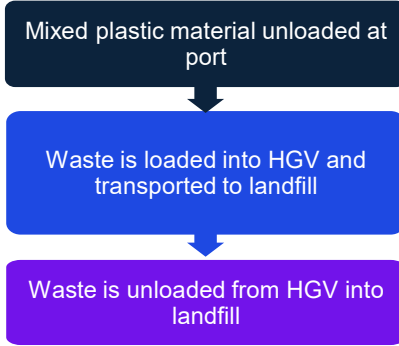 Mixed plastic material unloaded at
port
Waste is loaded into HGV and
transported to landfill
Waste is unloaded from HGV into
landfill